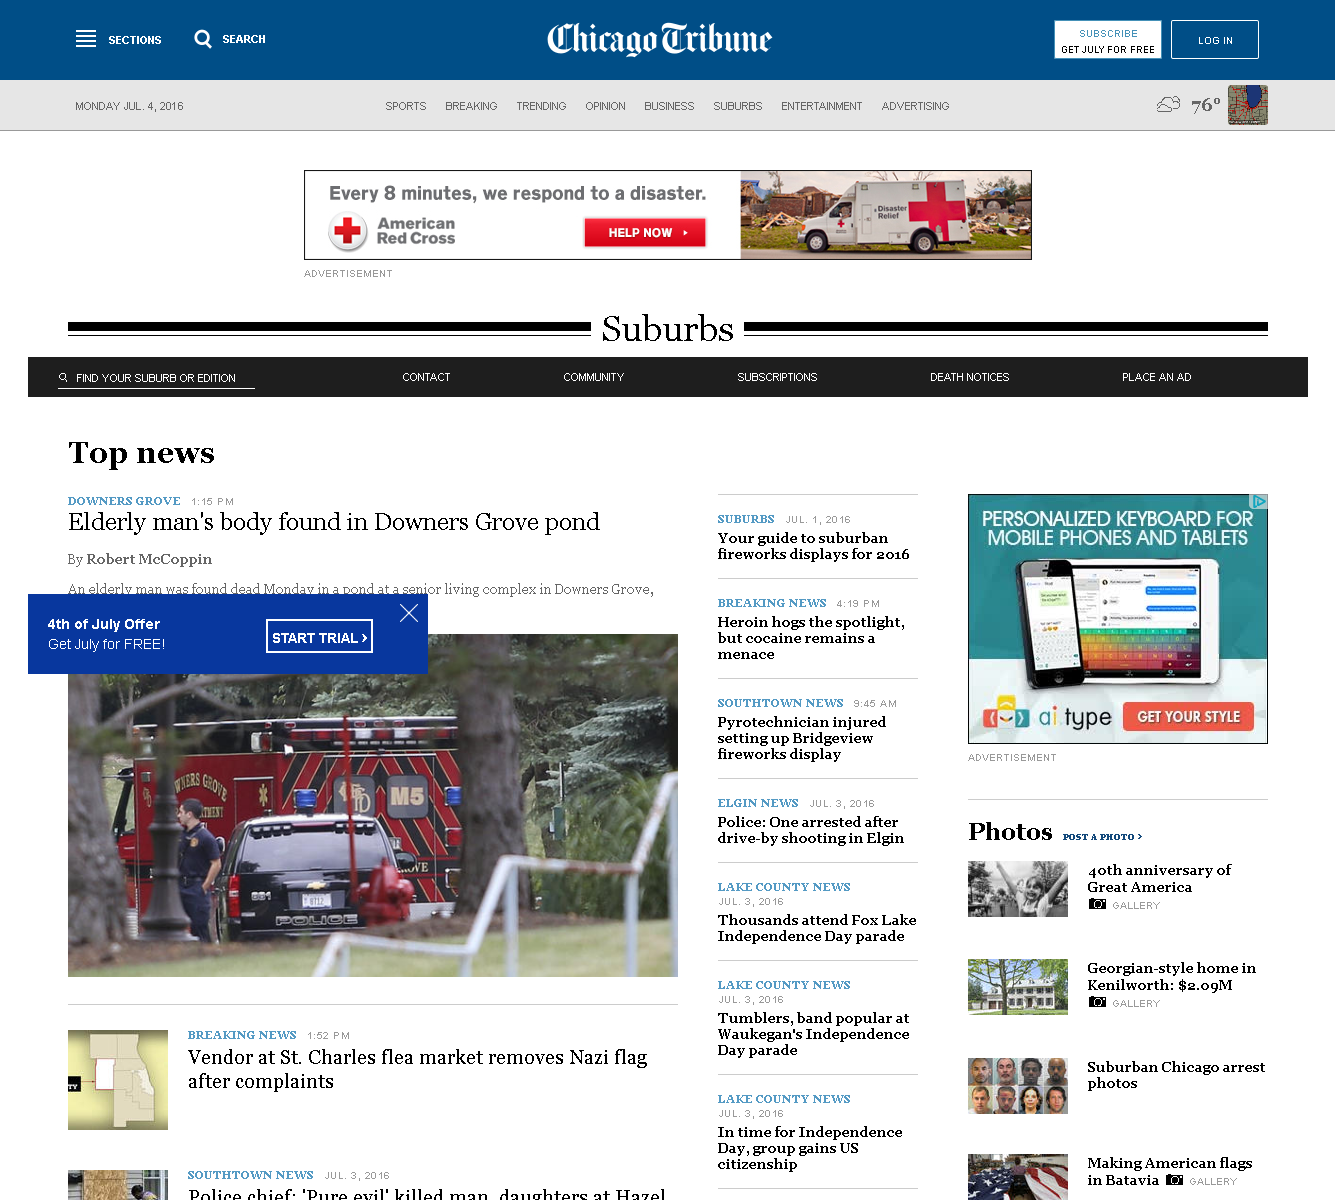 SECTIONS
SEARCH
Chicago Tribune
SUBSCRIBE
GET JULY FOR FREE
LOG IN
MONDAY JUL. 4, 2016
SPORTS BREAKING TRENDING OPINION BUSINESS SUBURBS ENTERTAINMENT ADVERTISING
76°
Every 8 minutes, we respond to a disaster.
American
Red Cross
HELP NOW
Disaster
Relief
ADVERTISEMENT
Suburbs
FIND YOUR SUBURB OR EDITION
CONTACT COMMUNITY SUBSCRIPTIONS DEATH NOTICES PLACE AN AD
Top news
DOWNERS GROVE 1:15 PM
Elderly man's body found in Downers Grove pond
By Robert McCoppin
An elderly man was found dead Monday in a pond at a senior living complex in Downers Grove,
4th of July Offer
Get July for FREE!
START TRIAL ›
WNERS GROVE
M5
POLICE
BREAKING NEWS 1:52 PM
Vendor at St. Charles flea market removes Nazi flag
after complaints
SOUTHTOWN NEWS JUL. 3, 2016
Police chief: 'Pure evil' killed man, daughters at Hazel
SUBURBS JUL. 1, 2016
Your guide to suburban
fireworks displays for 2016
BREAKING NEWS 4:19 PM
Heroin hogs the spotlight,
but cocaine remains a
menace
SOUTHTOWN NEWS 9:45 AM
Pyrotechnician injured
setting up Bridgeview
fireworks display
ELGIN NEWS JUL. 3, 2016
Police: One arrested after
drive-by shooting in Elgin
LAKE COUNTY NEWS
JUL. 3, 2016
Thousands attend Fox Lake
Independence Day parade
LAKE COUNTY NEWS
JUL. 3, 2016
Tumblers, band popular at
Waukegan's Independence
Day parade
LAKE COUNTY NEWS
JUL. 3, 2016
In time for Independence
Day, group gains US
citizenship
PERSONALIZED KEYBOARD FOR
MOBILE PHONES AND TABLETS
ai.type
GET YOUR STYLE
ADVERTISEMENT
Photos POST A PHOTO ›
40th anniversary of
Great America
GALLERY
Georgian-style home in
Kenilworth: $2.09M
GALLERY
Suburban Chicago arrest
photos
Making American flags
in Batavia GALLERY